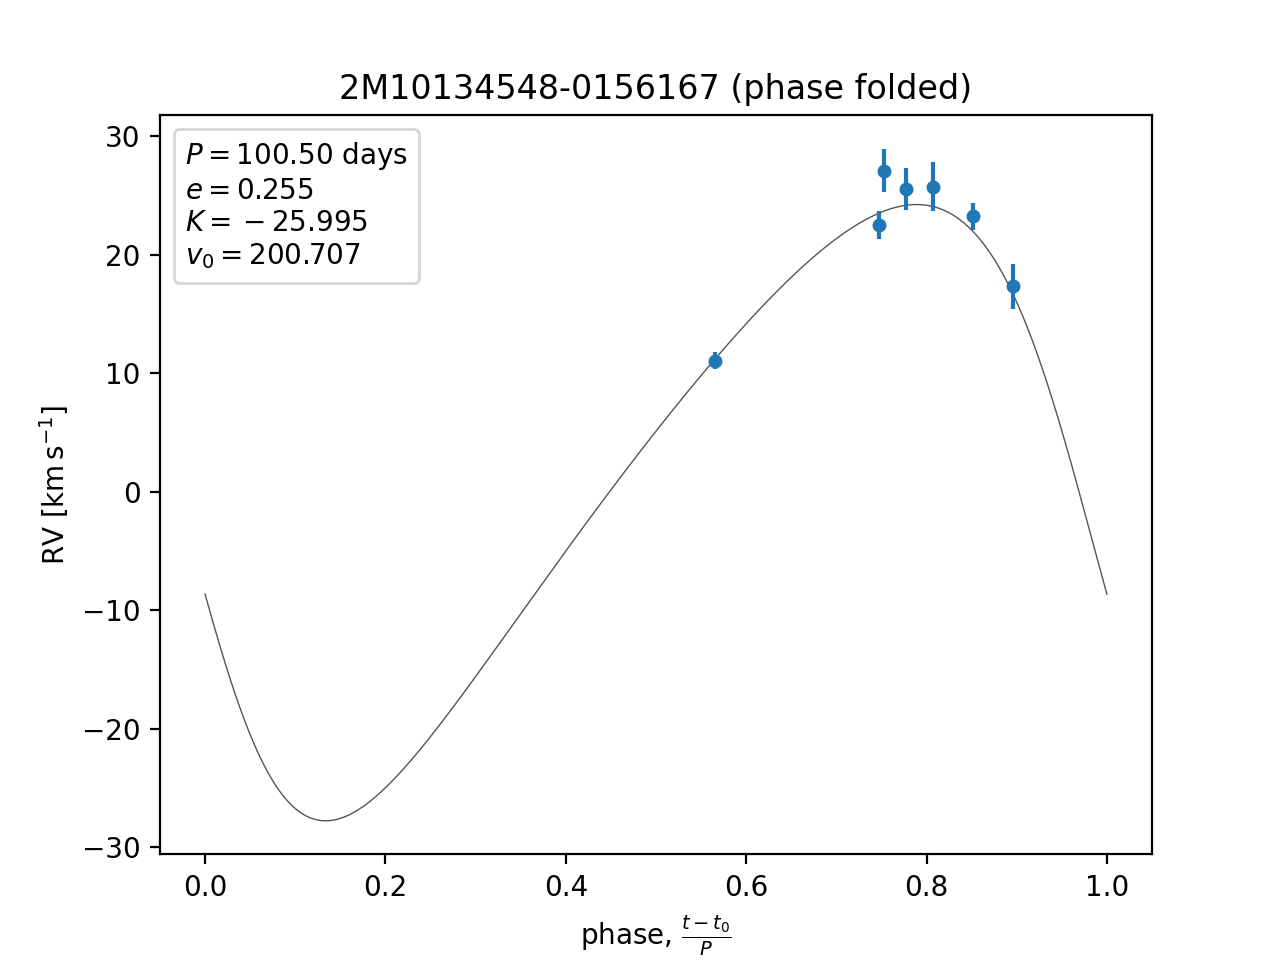 2M10134548-0156167 (phase folded)
P = 100.50 days
e = 0.255
K = − 25.995
v₀ = 200.707
30
20
10
0
−10
−20
−30
RV [km s⁻¹]
0.0 0.2 0.4 0.6 0.8 1.0
phase, (t − t₀)/P